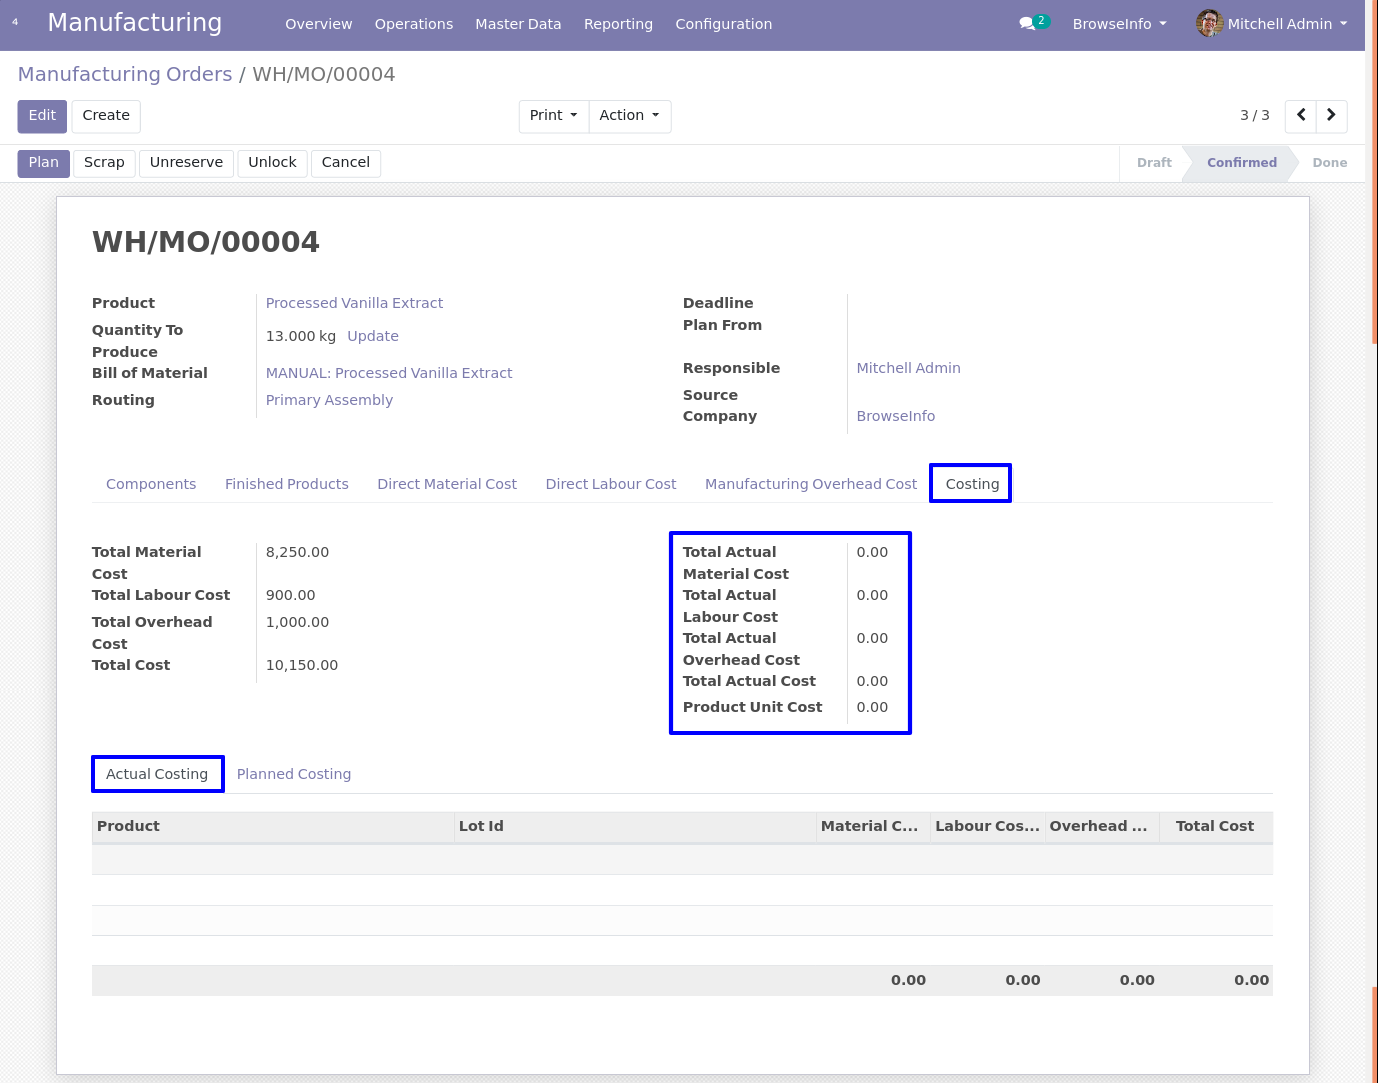 4 Manufacturing Overview Operations Master Data Reporting Configuration 2 BrowseInfo Mitchell Admin
Manufacturing Orders / WH/MO/00004
Edit Create Print Action 3 / 3
Plan Scrap Unreserve Unlock Cancel Draft Confirmed Done
WH/MO/00004
Product Processed Vanilla Extract
Quantity To
Produce
13.000 kg Update
Bill of Material MANUAL: Processed Vanilla Extract
Routing Primary Assembly
Deadline
Plan From
Responsible Mitchell Admin
Source
Company BrowseInfo
Components Finished Products Direct Material Cost Direct Labour Cost Manufacturing Overhead Cost Costing
Total Material 8,250.00
Cost
Total Labour Cost 900.00
Total Overhead 1,000.00
Cost
Total Cost 10,150.00
Total Actual 0.00
Material Cost
Total Actual 0.00
Labour Cost
Total Actual 0.00
Overhead Cost
Total Actual Cost 0.00
Product Unit Cost 0.00
Actual Costing Planned Costing
Product Lot Id Material C... Labour Cos... Overhead ... Total Cost
0.00 0.00 0.00 0.00